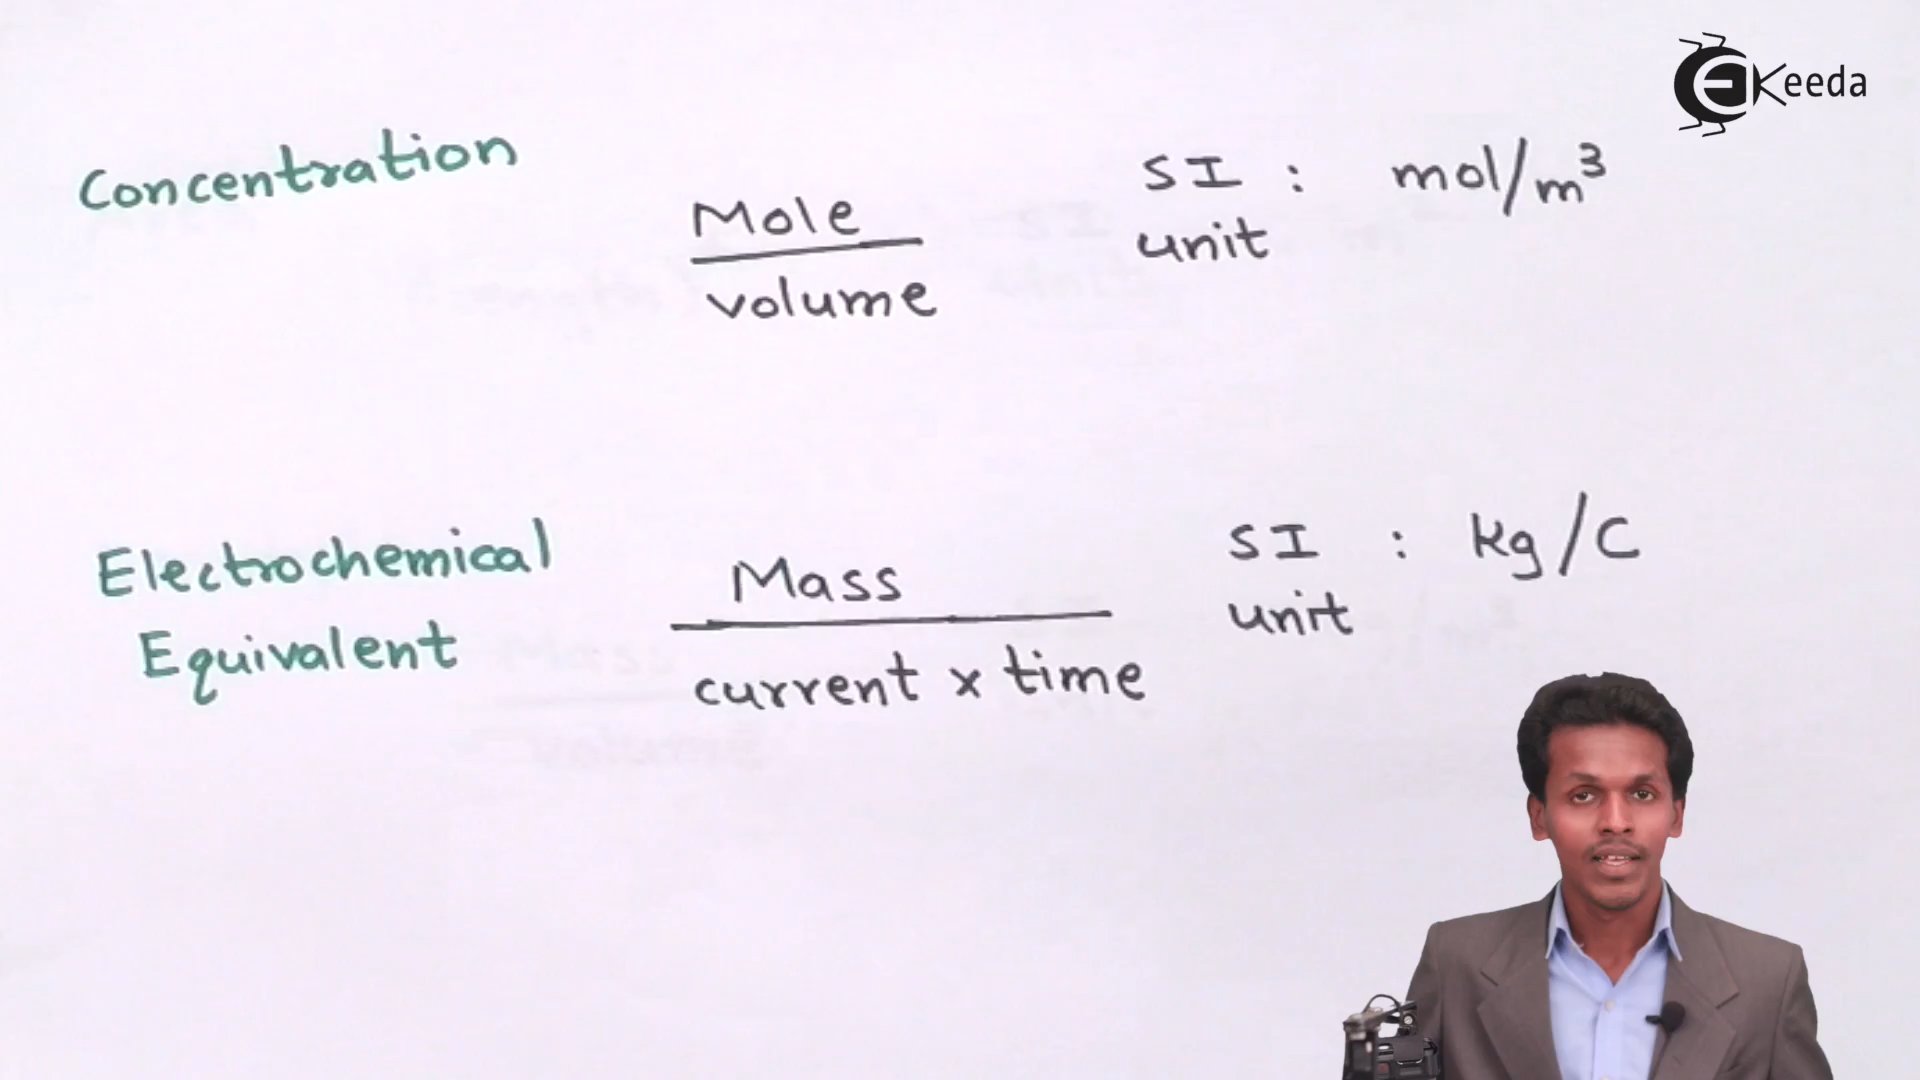 EKeeda
Concentration
Mole
volume
SI : mol/m³
unit
Electrochemical
Equivalent
Mass
current × time
SI : kg/C
unit